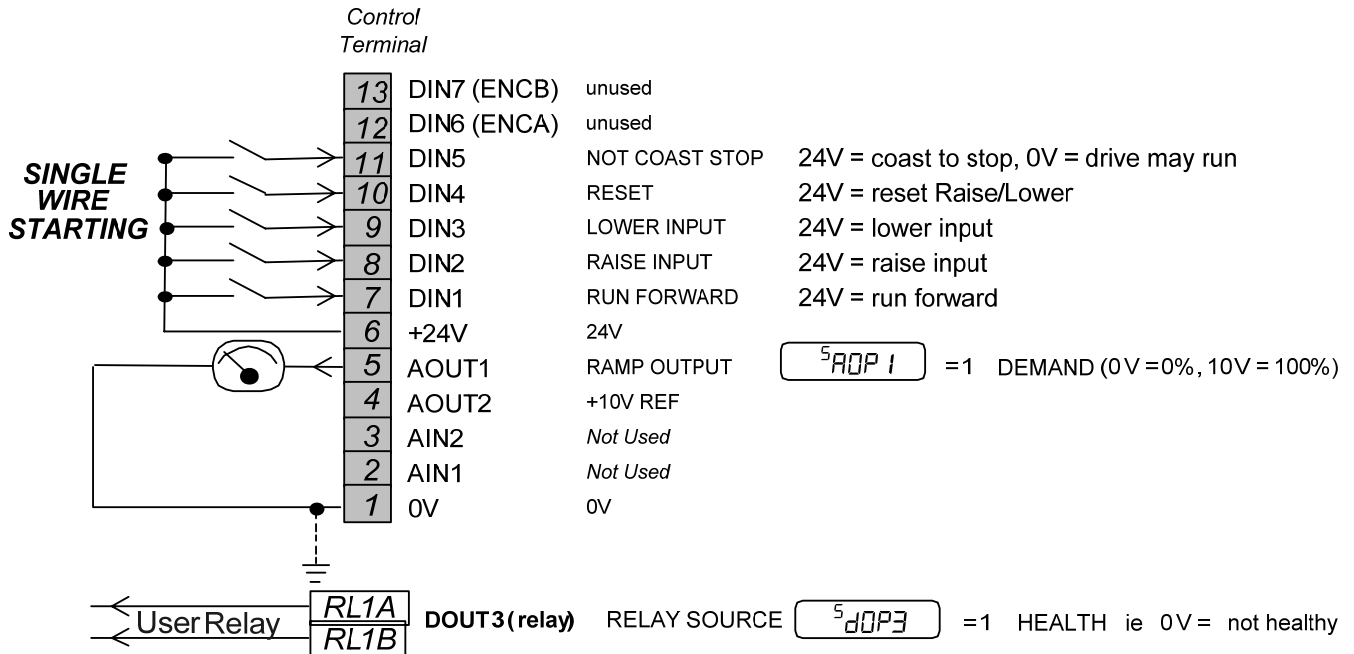 Control
Terminal
13 DIN7 (ENCB) unused
12 DIN6 (ENCA) unused
11 DIN5 NOT COAST STOP 24V = coast to stop, 0V = drive may run
SINGLE
WIRE
STARTING
10 DIN4 RESET 24V = reset Raise/Lower
9 DIN3 LOWER INPUT 24V = lower input
8 DIN2 RAISE INPUT 24V = raise input
7 DIN1 RUN FORWARD 24V = run forward
6 +24V 24V
5 AOUT1 RAMP OUTPUT SAOP 1 =1 DEMAND (0V=0%, 10V=100%)
4 AOUT2 +10V REF
3 AIN2 Not Used
2 AIN1 Not Used
1 0V 0V
User Relay RL1A DOUT3 (relay) RELAY SOURCE SdOP3 =1 HEALTH ie 0V= not healthy
RL1B